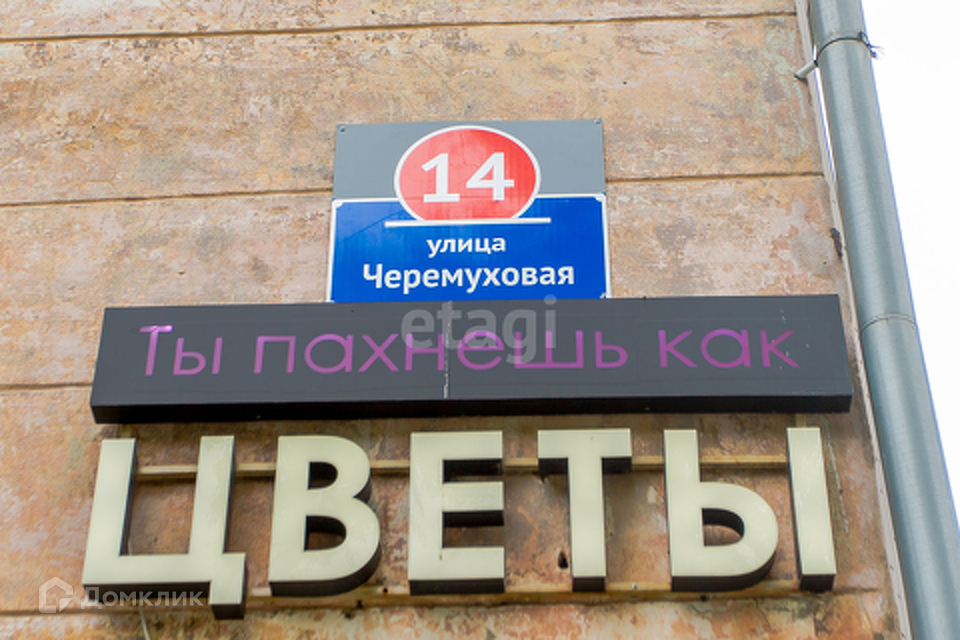 14
улица
Черемуховая
etagi
Ты пахнешь как
ЦВЕТЫ
Домклик